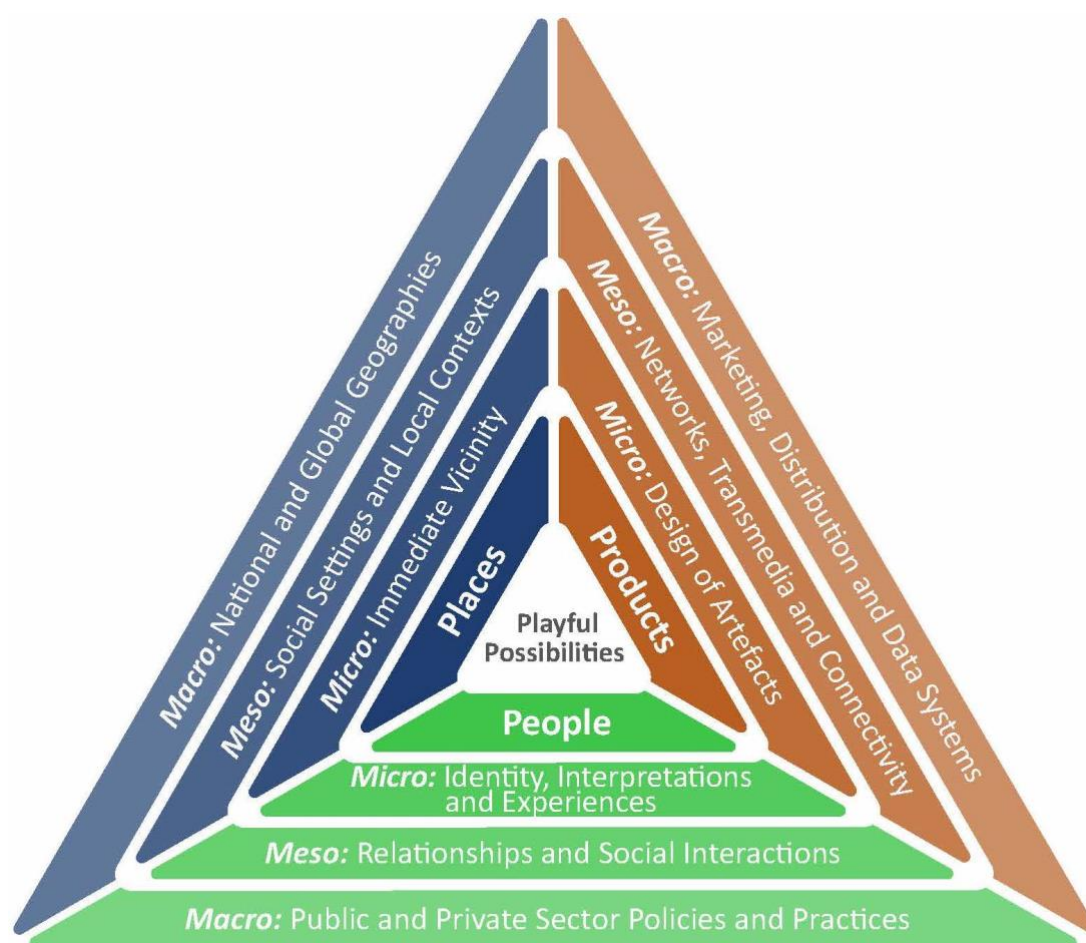 Macro: National and Global Geographies
Meso: Social Settings and Local Contexts
Micro: Immediate Vicinity
Places
Macro: Marketing, Distribution and Data Systems
Meso: Networks, Transmedia and Connectivity
Micro: Design of Artefacts
Products
Playful
Possibilities
People
Micro: Identity, Interpretations
and Experiences
Meso: Relationships and Social Interactions
Macro: Public and Private Sector Policies and Practices